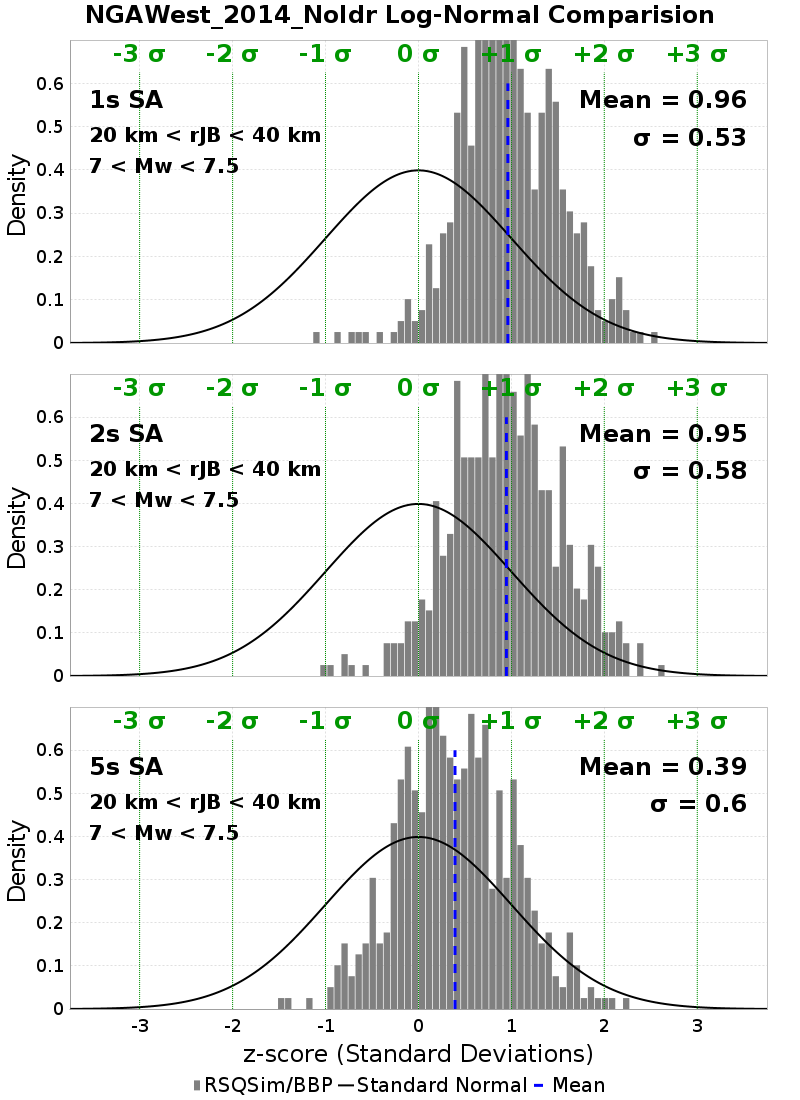 NGAWest_2014_NoIdr Log-Normal Comparision
-3 σ -2 σ -1 σ 0 σ +1 σ +2 σ +3 σ
1s SA Mean = 0.96
20 km < rJB < 40 km σ = 0.53
7 < Mw < 7.5
Density
0.6
0.5
0.4
0.3
0.2
0.1
0
-3 σ -2 σ -1 σ 0 σ +1 σ +2 σ +3 σ
2s SA Mean = 0.95
20 km < rJB < 40 km σ = 0.58
7 < Mw < 7.5
Density
0.6
0.5
0.4
0.3
0.2
0.1
0
-3 σ -2 σ -1 σ 0 σ +1 σ +2 σ +3 σ
5s SA Mean = 0.39
20 km < rJB < 40 km σ = 0.6
7 < Mw < 7.5
Density
0.6
0.5
0.4
0.3
0.2
0.1
0
-3 -2 -1 0 1 2 3
z-score (Standard Deviations)
RSQSim/BBP Standard Normal Mean